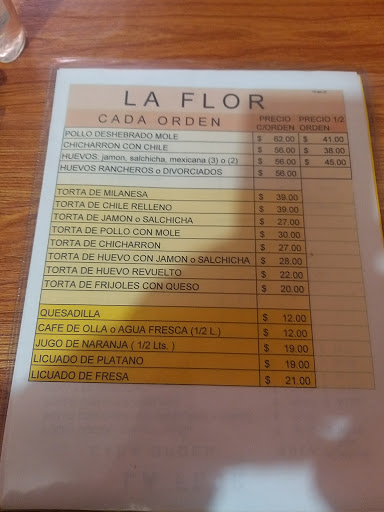 LA FLOR
CADA ORDEN PRECIO C/ORDEN PRECIO 1/2 ORDEN
POLLO DESHEBRADO MOLE $ 62.00 $ 41.00
CHICHARRON CON CHILE $ 56.00 $ 38.00
HUEVOS: jamon, salchicha, mexicana (3) o (2) $ 56.00 $ 45.00
HUEVOS RANCHEROS o DIVORCIADOS $ 56.00
TORTA DE MILANESA $ 39.00
TORTA DE CHILE RELLENO $ 39.00
TORTA DE JAMON o SALCHICHA $ 27.00
TORTA DE POLLO CON MOLE $ 30.00
TORTA DE CHICHARRON $ 27.00
TORTA DE HUEVO CON JAMON o SALCHICHA $ 28.00
TORTA DE HUEVO REVUELTO $ 22.00
TORTA DE FRIJOLES CON QUESO $ 20.00
QUESADILLA $ 12.00
CAFE DE OLLA o AGUA FRESCA (1/2 L.) $ 12.00
JUGO DE NARANJA ( 1/2 Lts. ) $ 19.00
LICUADO DE PLATANO $ 19.00
LICUADO DE FRESA $ 21.00